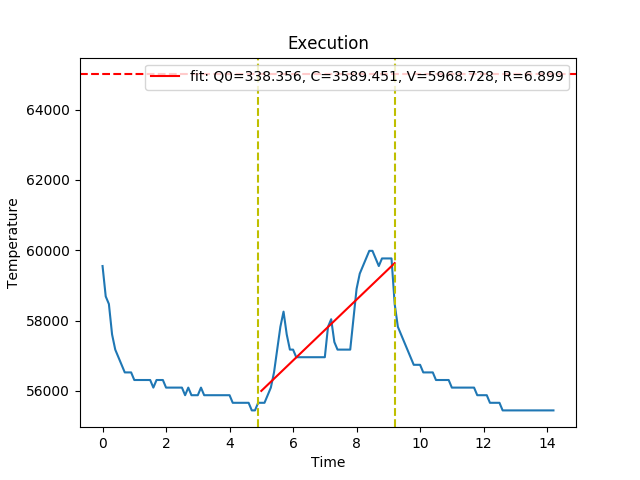 Execution
fit: Q0=338.356, C=3589.451, V=5968.728, R=6.899
64000
62000
60000
58000
56000
Temperature
0 2 4 6 8 10 12 14
Time